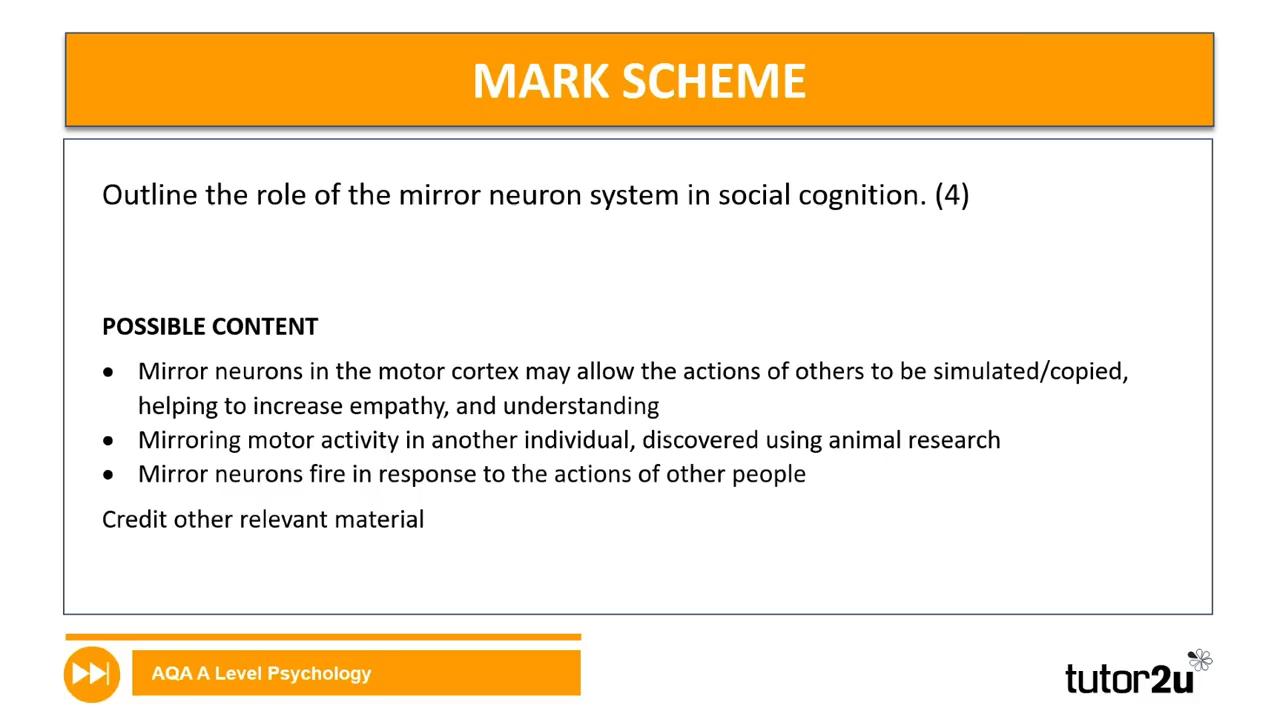 MARK SCHEME
Outline the role of the mirror neuron system in social cognition. (4)
POSSIBLE CONTENT
• Mirror neurons in the motor cortex may allow the actions of others to be simulated/copied,
helping to increase empathy, and understanding
• Mirroring motor activity in another individual, discovered using animal research
• Mirror neurons fire in response to the actions of other people
Credit other relevant material
AQA A Level Psychology
tutor2u